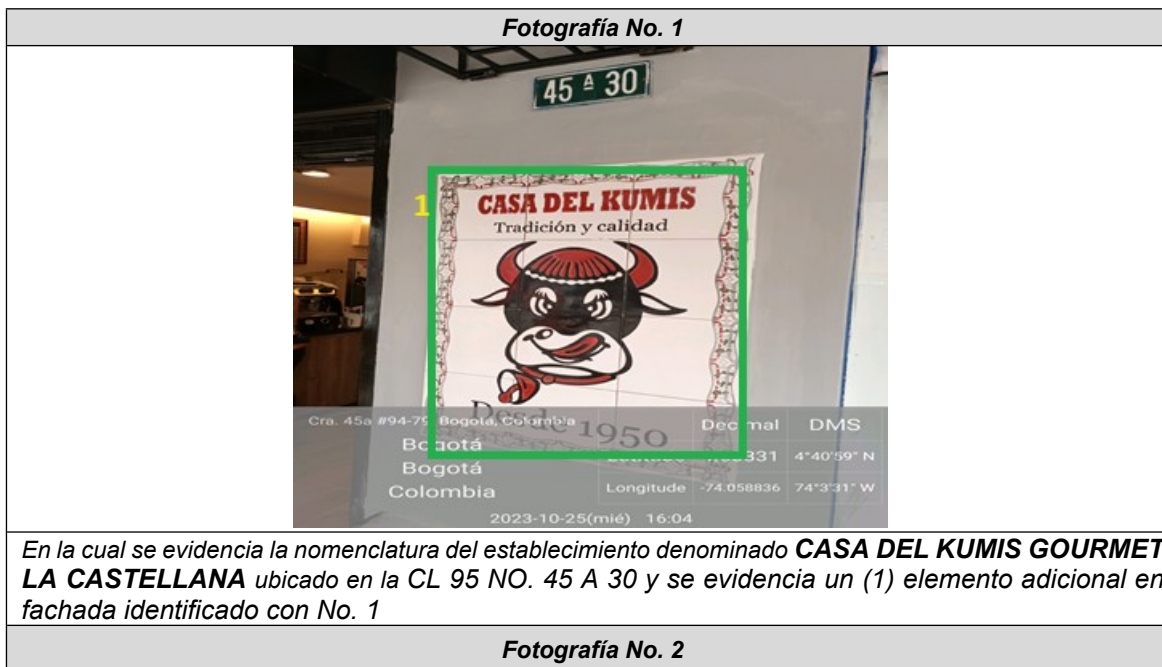 Fotografía No. 1
45 A 30
1
CASA DEL KUMIS
Tradición y calidad
Desde 1950
Cra. 45a #94-79, Bogotá, Colombia
Bogotá
Bogotá
Colombia
Decimal DMS
4°40'59" N
Longitude -74.058836 74°3'31" W
2023-10-25(mié) 16:04
En la cual se evidencia la nomenclatura del establecimiento denominado CASA DEL KUMIS GOURMET
LA CASTELLANA ubicado en la CL 95 NO. 45 A 30 y se evidencia un (1) elemento adicional en
fachada identificado con No. 1
Fotografía No. 2